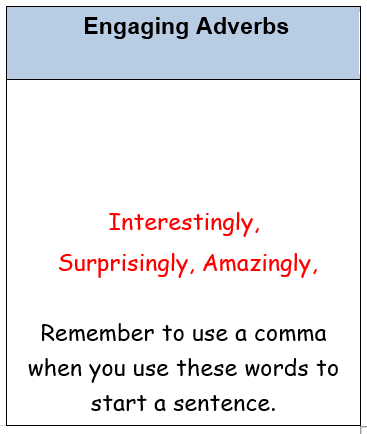 Engaging Adverbs
Interestingly,
Surprisingly, Amazingly,
Remember to use a comma
when you use these words to
start a sentence.